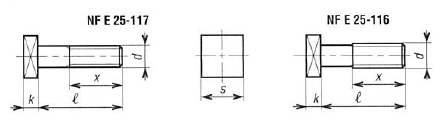 NF E 25-117
NF E 25-116
d
x
k
ℓ
s
d
x
k
ℓ